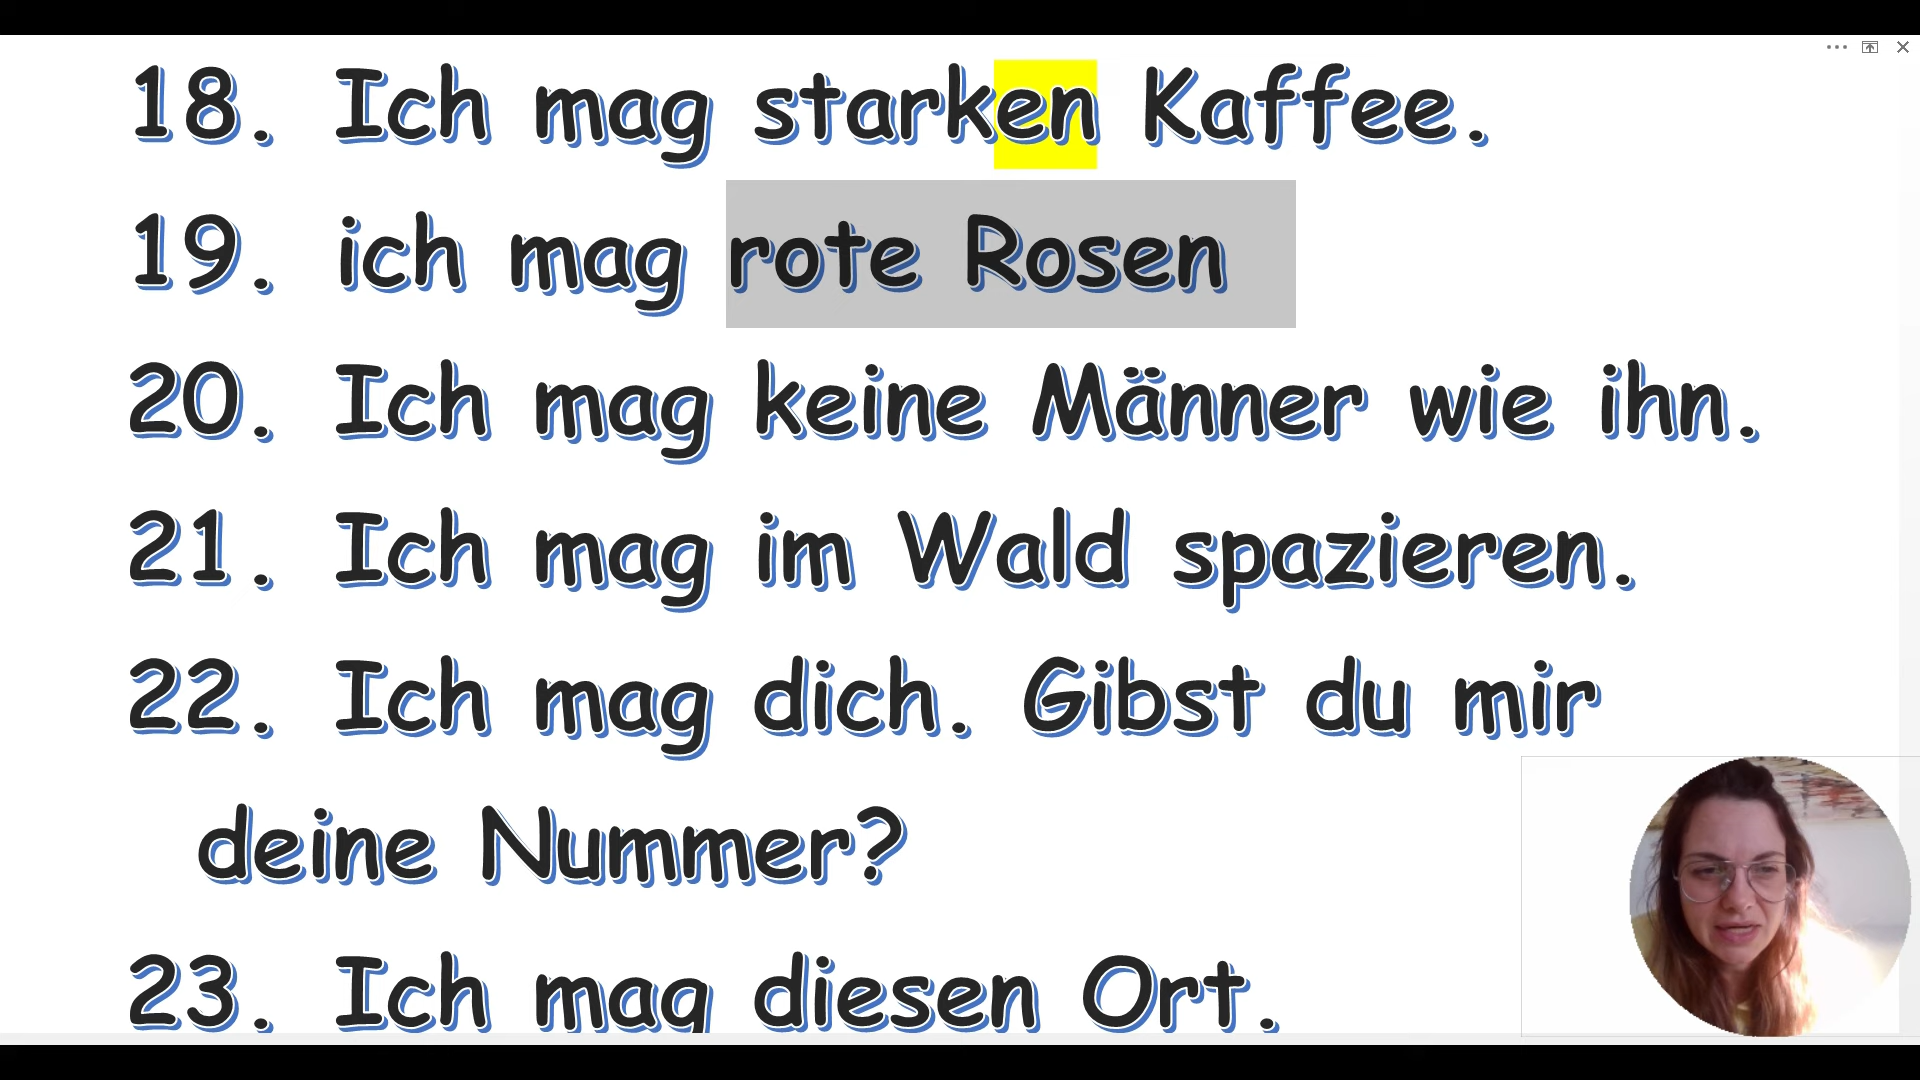 18. Ich mag starken Kaffee.
19. ich mag rote Rosen
20. Ich mag keine Männer wie ihn.
21. Ich mag im Wald spazieren.
22. Ich mag dich. Gibst du mir
deine Nummer?
23. Ich mag diesen Ort.